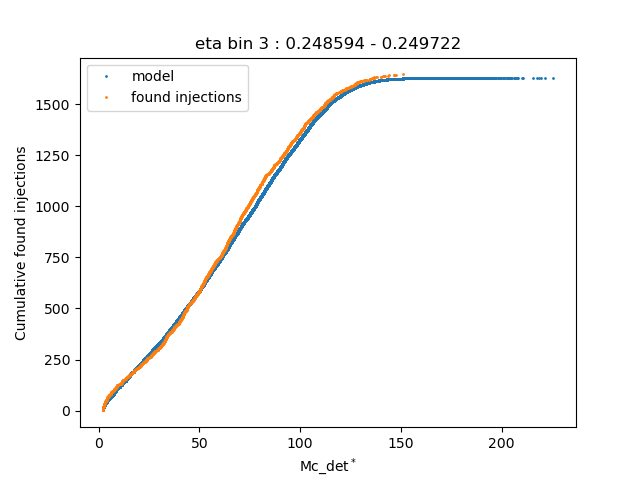 eta bin 3 : 0.248594 - 0.249722
model
found injections
Cumulative found injections
1500
1250
1000
750
500
250
0
0 50 100 150 200
Mc_det*